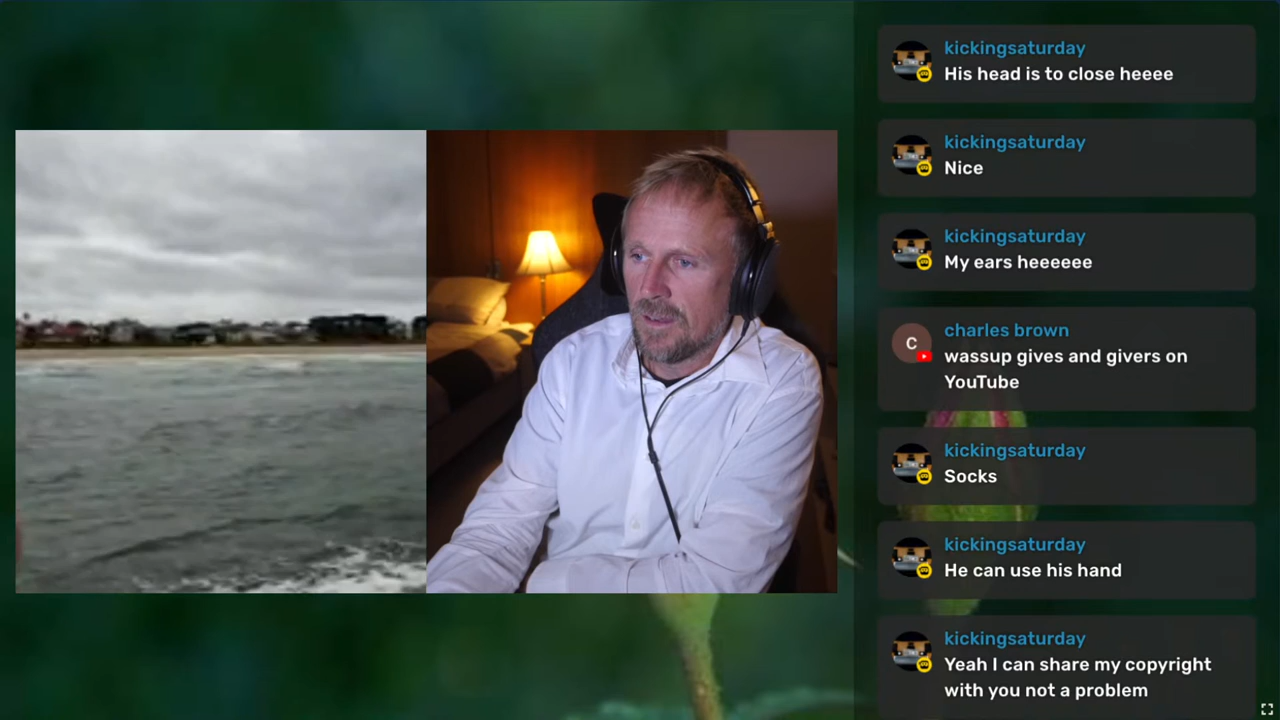 kickingsaturday
His head is to close heeee
kickingsaturday
Nice
kickingsaturday
My ears heeeeee
C
charles brown
wassup gives and givers on
YouTube
kickingsaturday
Socks
kickingsaturday
He can use his hand
kickingsaturday
Yeah I can share my copyright
with you not a problem